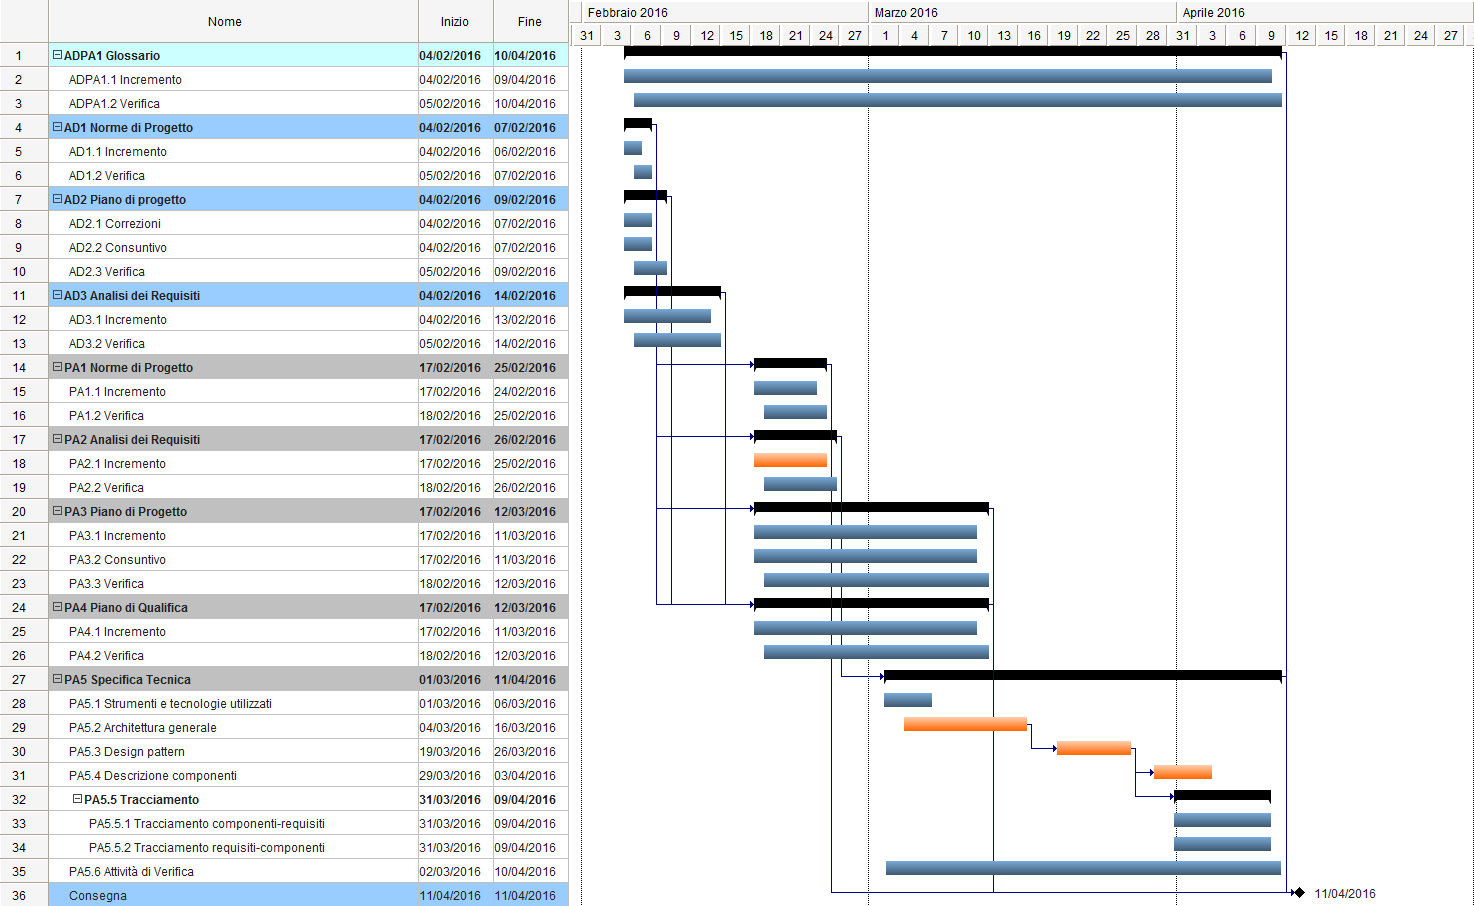 Nome Inizio Fine
Febbraio 2016 Marzo 2016 Aprile 2016
31 3 6 9 12 15 18 21 24 27 1 4 7 10 13 16 19 22 25 28 31 3 6 9 12 15 18 21 24 27
1 ADPA1 Glossario 04/02/2016 10/04/2016
2 ADPA1.1 Incremento 04/02/2016 09/04/2016
3 ADPA1.2 Verifica 05/02/2016 10/04/2016
4 AD1 Norme di Progetto 04/02/2016 07/02/2016
5 AD1.1 Incremento 04/02/2016 06/02/2016
6 AD1.2 Verifica 05/02/2016 07/02/2016
7 AD2 Piano di progetto 04/02/2016 09/02/2016
8 AD2.1 Correzioni 04/02/2016 07/02/2016
9 AD2.2 Consuntivo 04/02/2016 07/02/2016
10 AD2.3 Verifica 05/02/2016 09/02/2016
11 AD3 Analisi dei Requisiti 04/02/2016 14/02/2016
12 AD3.1 Incremento 04/02/2016 13/02/2016
13 AD3.2 Verifica 05/02/2016 14/02/2016
14 PA1 Norme di Progetto 17/02/2016 25/02/2016
15 PA1.1 Incremento 17/02/2016 24/02/2016
16 PA1.2 Verifica 18/02/2016 25/02/2016
17 PA2 Analisi dei Requisiti 17/02/2016 26/02/2016
18 PA2.1 Incremento 17/02/2016 25/02/2016
19 PA2.2 Verifica 18/02/2016 26/02/2016
20 PA3 Piano di Progetto 17/02/2016 12/03/2016
21 PA3.1 Incremento 17/02/2016 11/03/2016
22 PA3.2 Consuntivo 17/02/2016 11/03/2016
23 PA3.3 Verifica 18/02/2016 12/03/2016
24 PA4 Piano di Qualifica 17/02/2016 12/03/2016
25 PA4.1 Incremento 17/02/2016 11/03/2016
26 PA4.2 Verifica 18/02/2016 12/03/2016
27 PA5 Specifica Tecnica 01/03/2016 11/04/2016
28 PA5.1 Strumenti e tecnologie utilizzati 01/03/2016 06/03/2016
29 PA5.2 Architettura generale 04/03/2016 16/03/2016
30 PA5.3 Design pattern 19/03/2016 26/03/2016
31 PA5.4 Descrizione componenti 29/03/2016 03/04/2016
32 PA5.5 Tracciamento 31/03/2016 09/04/2016
33 PA5.5.1 Tracciamento componenti-requisiti 31/03/2016 09/04/2016
34 PA5.5.2 Tracciamento requisiti-componenti 31/03/2016 09/04/2016
35 PA5.6 Attività di Verifica 02/03/2016 10/04/2016
36 Consegna 11/04/2016 11/04/2016 11/04/2016